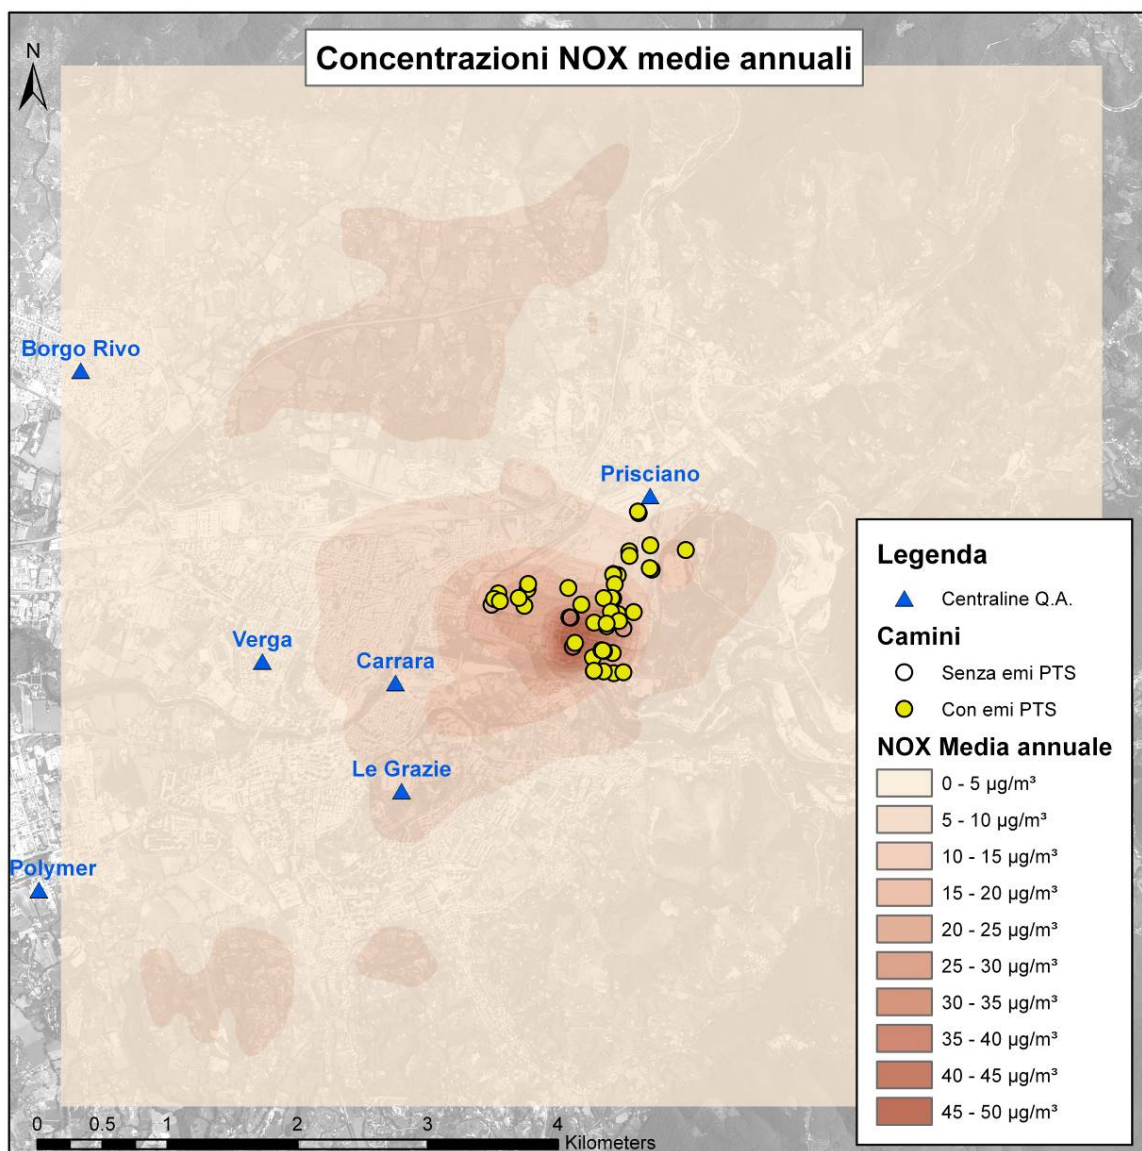 Concentrazioni NOX medie annuali
N
Borgo Rivo
Prisciano
Verga
Carrara
Le Grazie
Polymer
Legenda
Centraline Q.A.
Camini
Senza emi PTS
Con emi PTS
NOX Media annuale
0 - 5 µg/m³
5 - 10 µg/m³
10 - 15 µg/m³
15 - 20 µg/m³
20 - 25 µg/m³
25 - 30 µg/m³
30 - 35 µg/m³
35 - 40 µg/m³
40 - 45 µg/m³
45 - 50 µg/m³
0 0.5 1 2 3 4
Kilometers